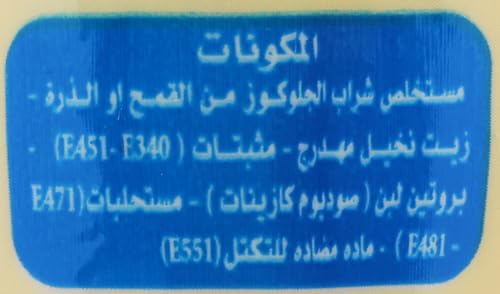 المكونات
مستخلص شراب الجلوكوز من القمح او الذرة -
زيت نخيل مهدرج - مثبتات ( E451- E340) -
بروتين لبن ( صوديوم كازينات ) - مستحلبات (E471
- E481 ) - ماده مضاده للتكتل (E551)